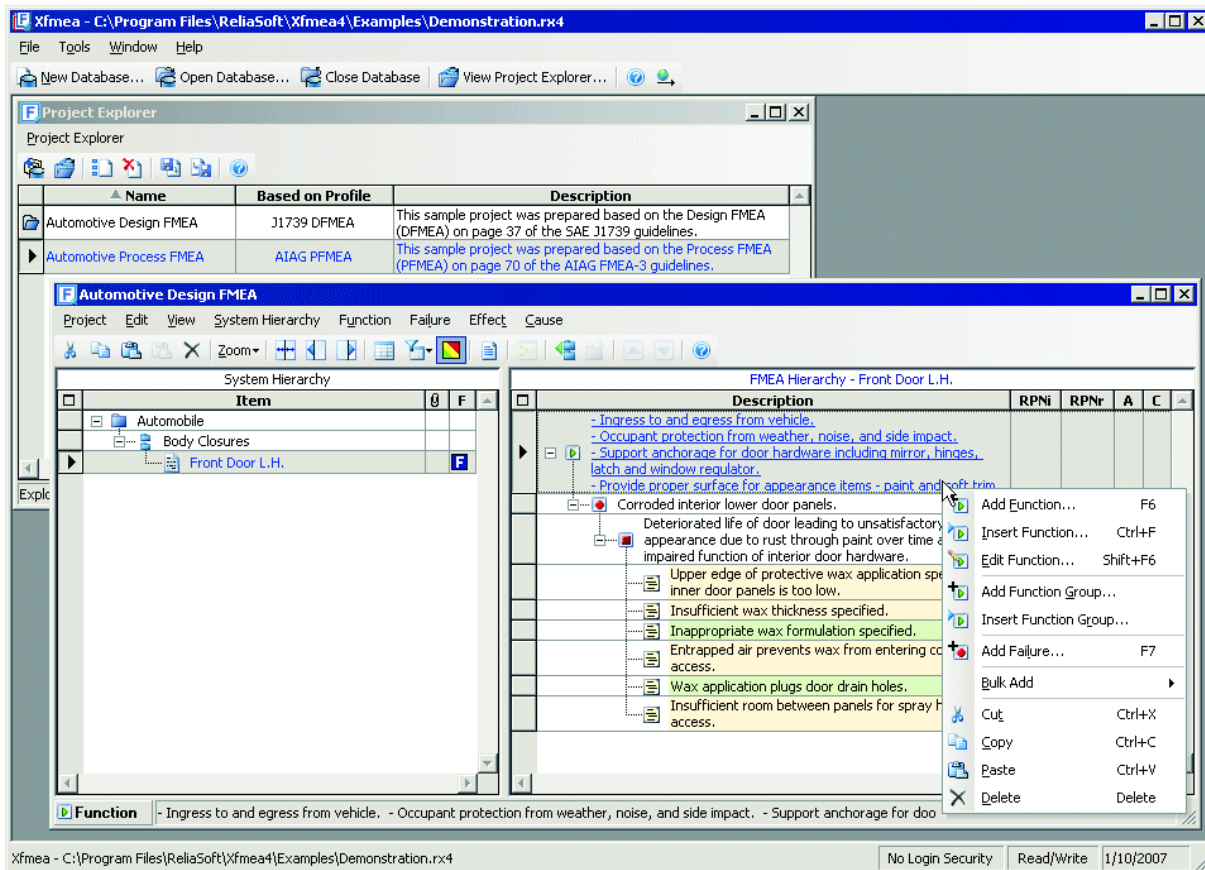 Xfmea - C:\Program Files\ReliaSoft\Xfmea4\Examples\Demonstration.rx4
File Tools Window Help
New Database... Open Database... Close Database View Project Explorer...
Project Explorer
Project Explorer
Name Based on Profile Description
Automotive Design FMEA J1739 DFMEA This sample project was prepared based on the Design FMEA
(DFMEA) on page 37 of the SAE J1739 guidelines.
Automotive Process FMEA AIAG PFMEA This sample project was prepared based on the Process FMEA
(PFMEA) on page 70 of the AIAG FMEA-3 guidelines.
Automotive Design FMEA
Project Edit View System Hierarchy Function Failure Effect Cause
Zoom
System Hierarchy
Item F
Automobile
Body Closures
Front Door L.H. F
FMEA Hierarchy - Front Door L.H.
Description RPNi RPNr A C
- Ingress to and egress from vehicle.
- Occupant protection from weather, noise, and side impact.
- Support anchorage for door hardware including mirror, hinges,
latch and window regulator.
- Provide proper surface for appearance items - paint and soft trim
Corroded interior lower door panels.
Deteriorated life of door leading to unsatisfactory
appearance due to rust through paint over time
impaired function of interior door hardware.
Upper edge of protective wax application
inner door panels is too low.
Insufficient wax thickness specified.
Inappropriate wax formulation specified.
Entrapped air prevents wax from entering
access.
Wax application plugs door drain holes.
Insufficient room between panels for spray
access.
Add Function... F6
Insert Function... Ctrl+F
Edit Function... Shift+F6
Add Function Group...
Insert Function Group...
Add Failure... F7
Bulk Add
Cut Ctrl+X
Copy Ctrl+C
Paste Ctrl+V
Delete Delete
Function - Ingress to and egress from vehicle. - Occupant protection from weather, noise, and side impact. - Support anchorage for doo
Xfmea - C:\Program Files\ReliaSoft\Xfmea4\Examples\Demonstration.rx4 No Login Security Read/Write 1/10/2007